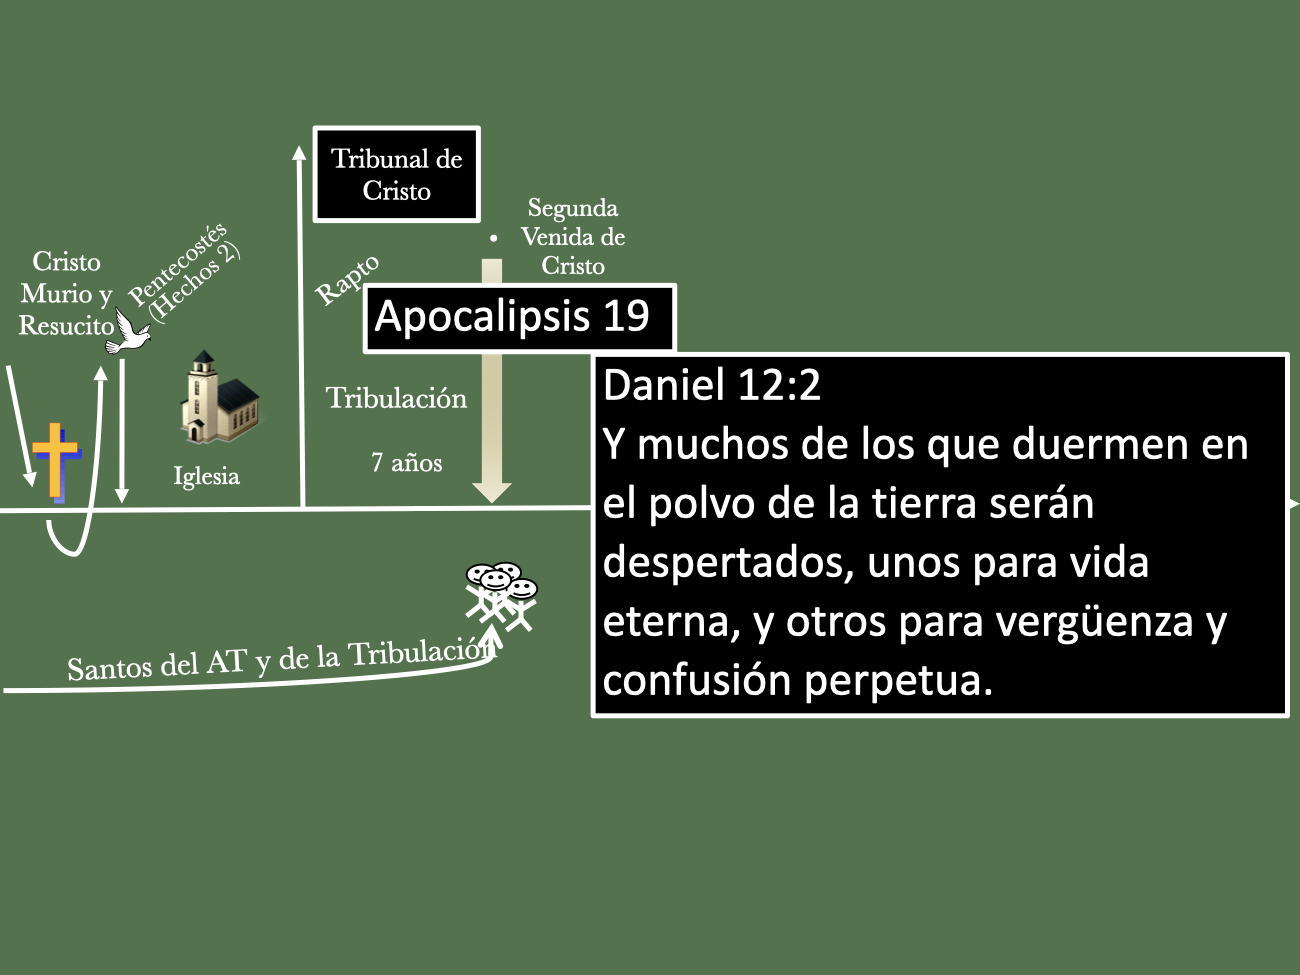 Tribunal de
Cristo
Segunda
• Venida de
Cristo
Cristo
Murio y
Resucito
Pentecostés
(Hechos 2)
Rapto
Apocalipsis 19
Tribulación
7 años
Iglesia
Daniel 12:2
Y muchos de los que duermen en
el polvo de la tierra serán
despertados, unos para vida
eterna, y otros para vergüenza y
confusión perpetua.
Santos del AT y de la Tribulación